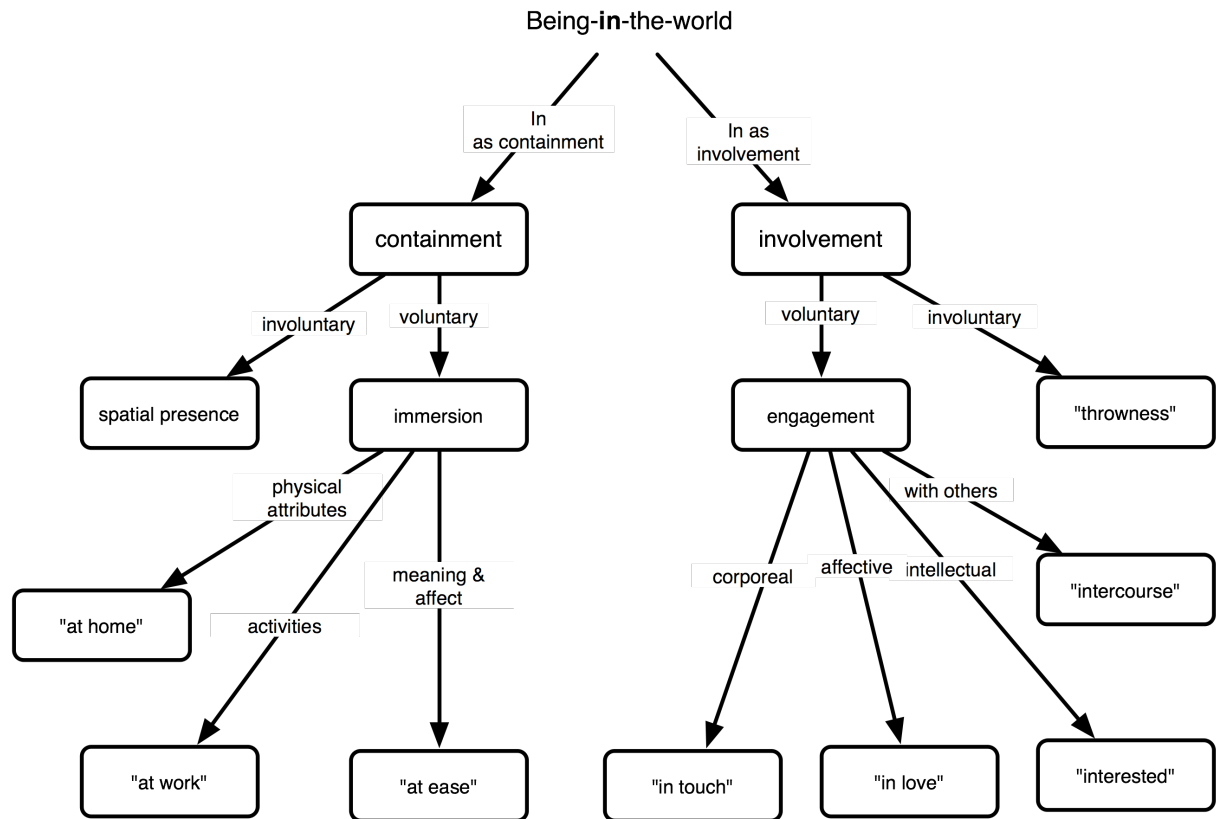 Being-in-the-world
In
as containment
In as
involvement
containment
involvement
involuntary
voluntary
voluntary
involuntary
spatial presence
immersion
engagement
"throwness"
physical
attributes
with others
meaning &
affect
corporeal
affective
intellectual
"intercourse"
"at home"
activities
"at work"
"at ease"
"in touch"
"in love"
"interested"